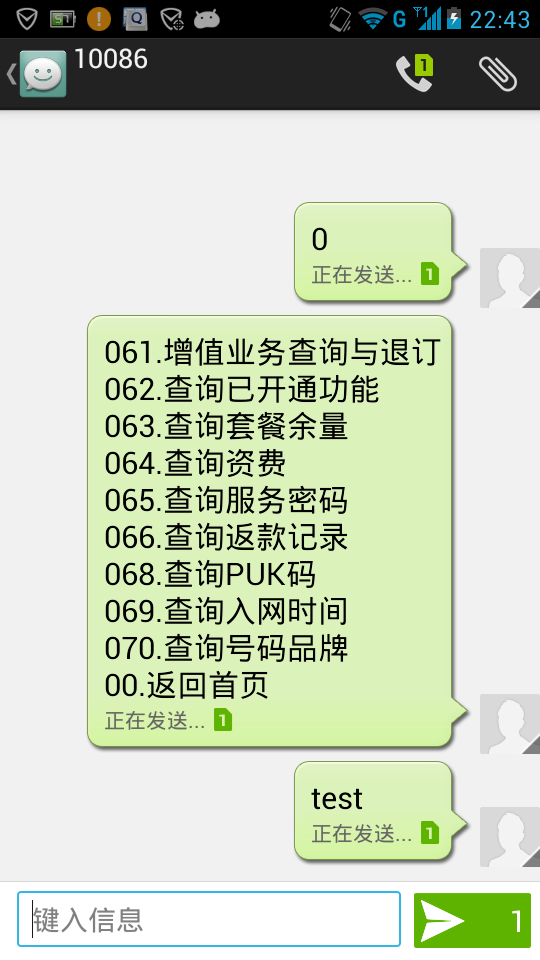 G
22:43
10086
1
0
正在发送... 1
061.增值业务查询与退订
062.查询已开通功能
063.查询套餐余量
064.查询资费
065.查询服务密码
066.查询返款记录
068.查询PUK码
069.查询入网时间
070.查询号码品牌
00.返回首页
正在发送... 1
test
正在发送... 1
键入信息
1